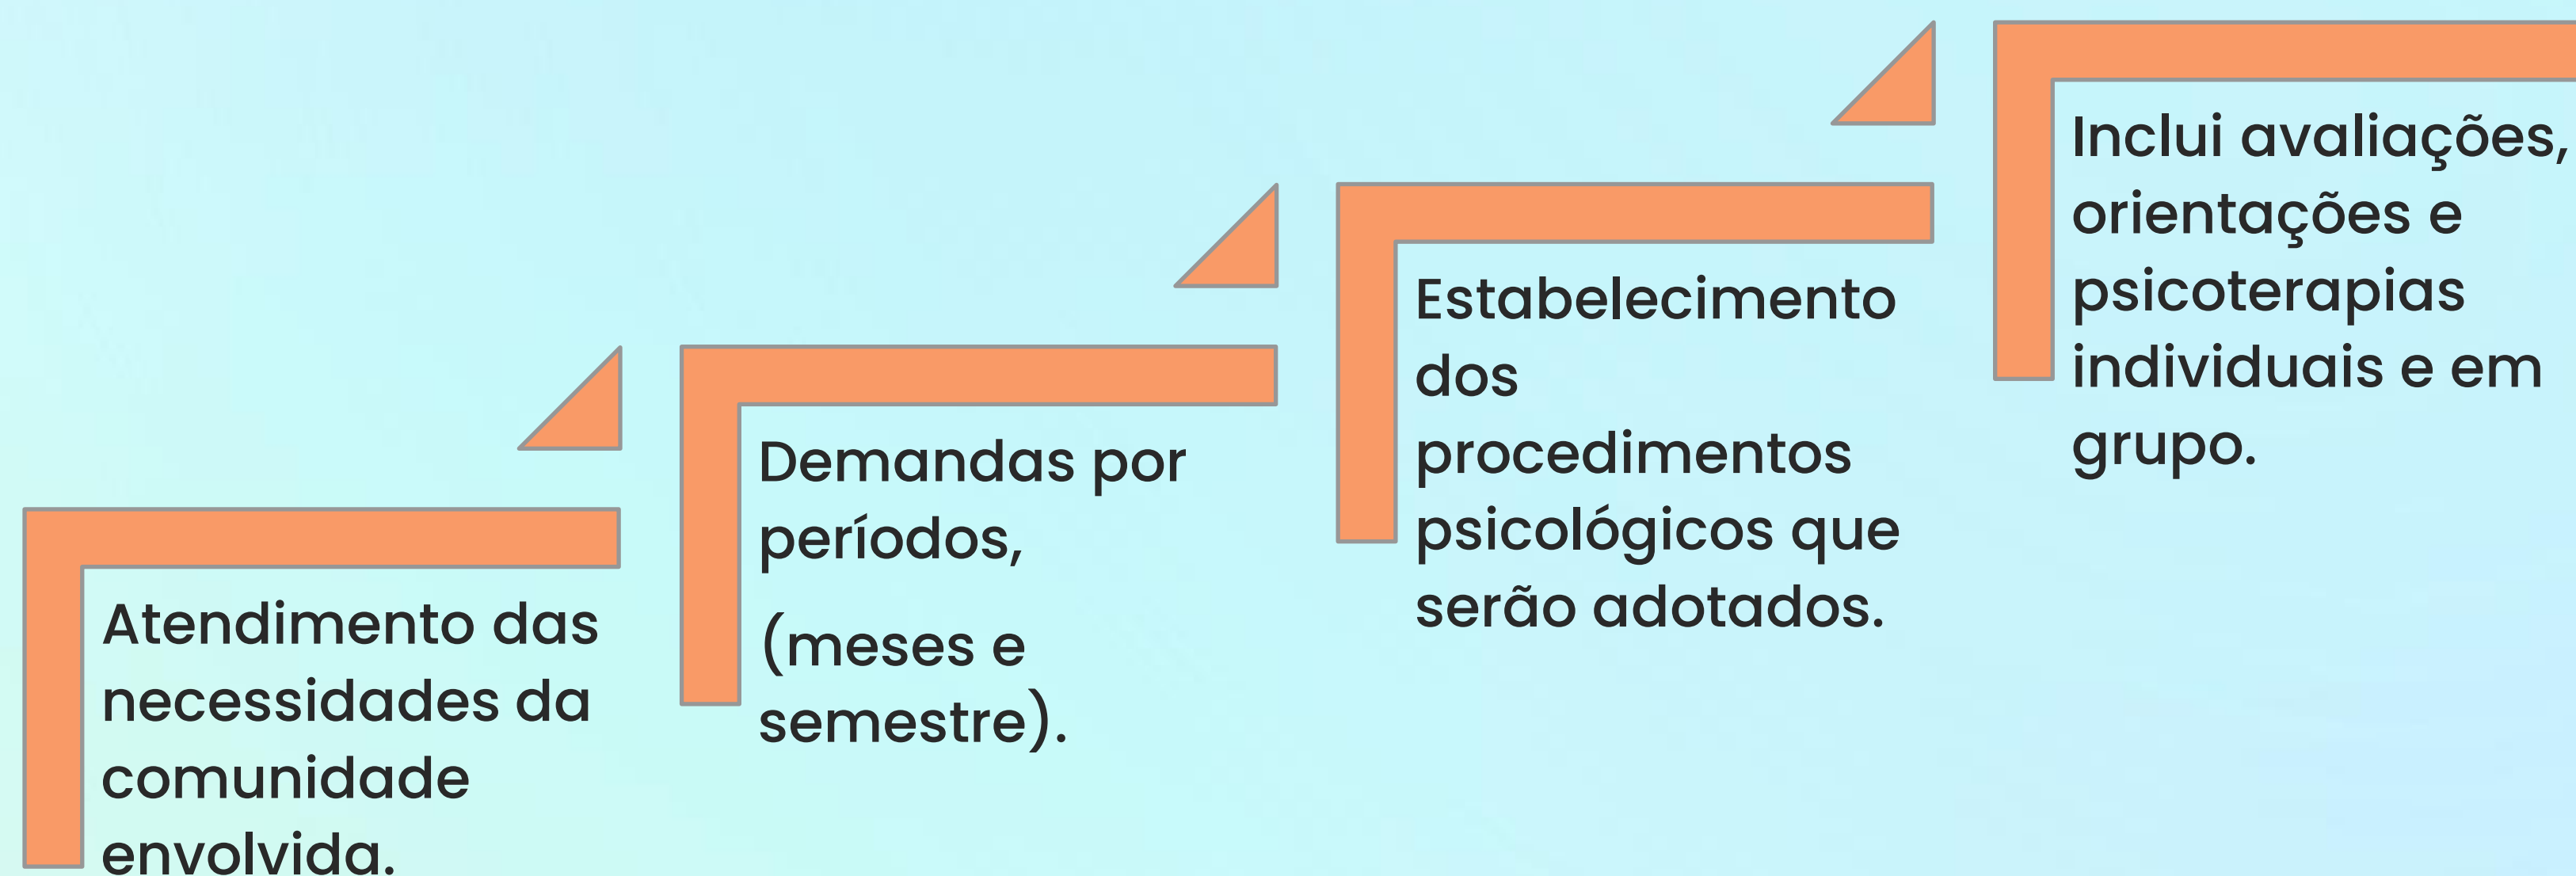 Atendimento das
necessidades da
comunidade
envolvida.
Demandas por
períodos,
(meses e
semestre).
Estabelecimento
dos
procedimentos
psicológicos que
serão adotados.
Inclui avaliações,
orientações e
psicoterapias
individuais e em
grupo.